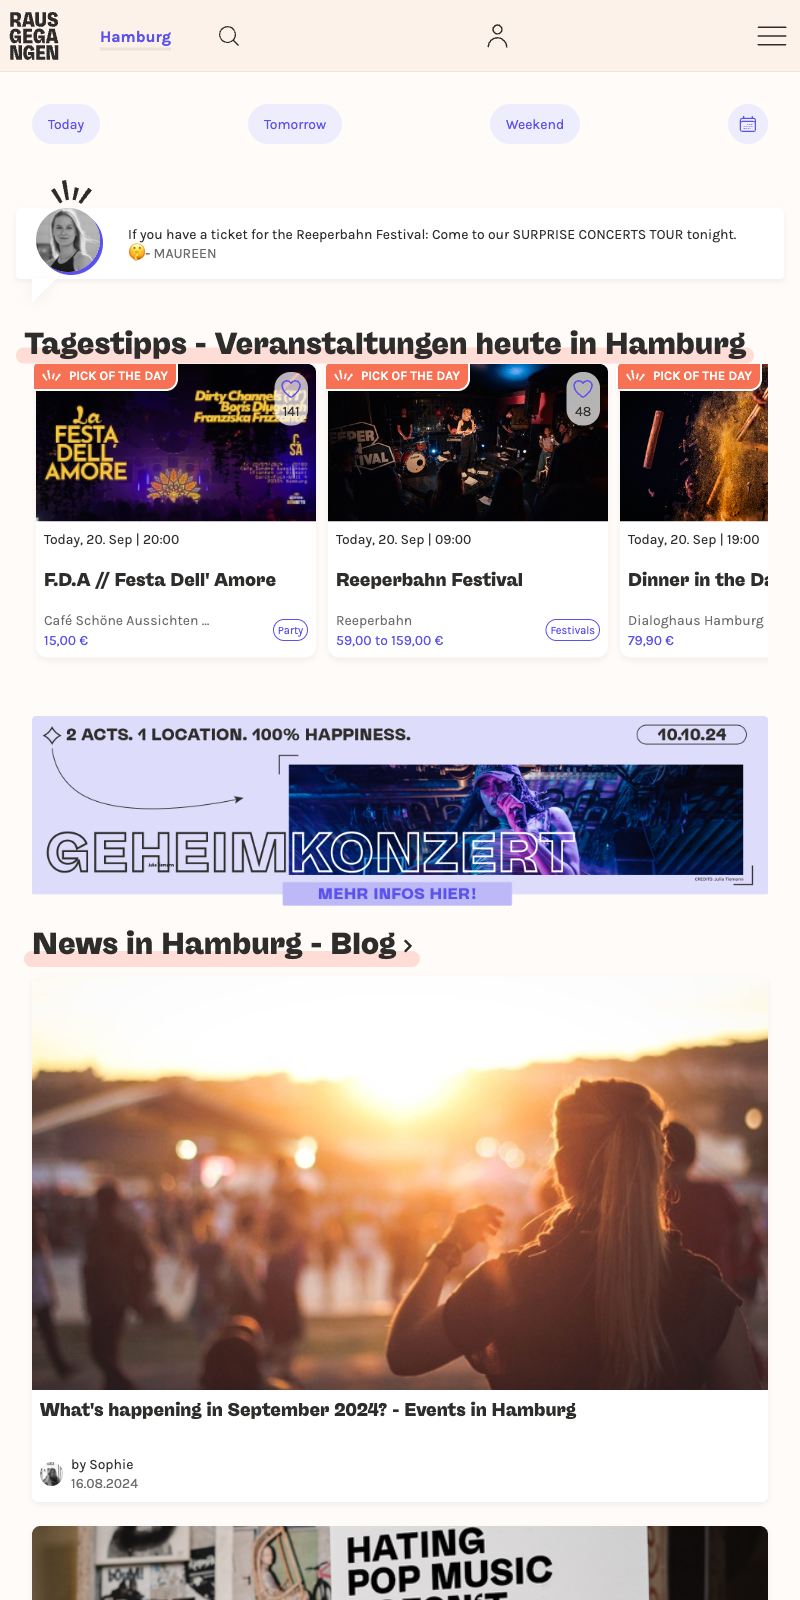 RAUS
GEGA
NGEN
Hamburg
Today
Tomorrow
Weekend
If you have a ticket for the Reeperbahn Festival: Come to our SURPRISE CONCERTS TOUR tonight.
🤫- MAUREEN
Tagestipps - Veranstaltungen heute in Hamburg
PICK OF THE DAY
141
La
FESTA
DELL'
AMORE
Dirty Channels
Boris Dlug
Franziska Frizz
Today, 20. Sep | 20:00
F.D.A // Festa Dell' Amore
Café Schöne Aussichten ...
15,00 €
Party
PICK OF THE DAY
48
Today, 20. Sep | 09:00
Reeperbahn Festival
Reeperbahn
59,00 to 159,00 €
Festivals
PICK OF THE DAY
Today, 20. Sep | 19:00
Dinner in the Da
Dialoghaus Hamburg
79,90 €
2 ACTS. 1 LOCATION. 100% HAPPINESS.
10.10.24
GEHEIMKONZERT
CREDITS: Julia Tiemann
MEHR INFOS HIER!
News in Hamburg - Blog ›
What's happening in September 2024? - Events in Hamburg
by Sophie
16.08.2024
HATING
POP MUSIC